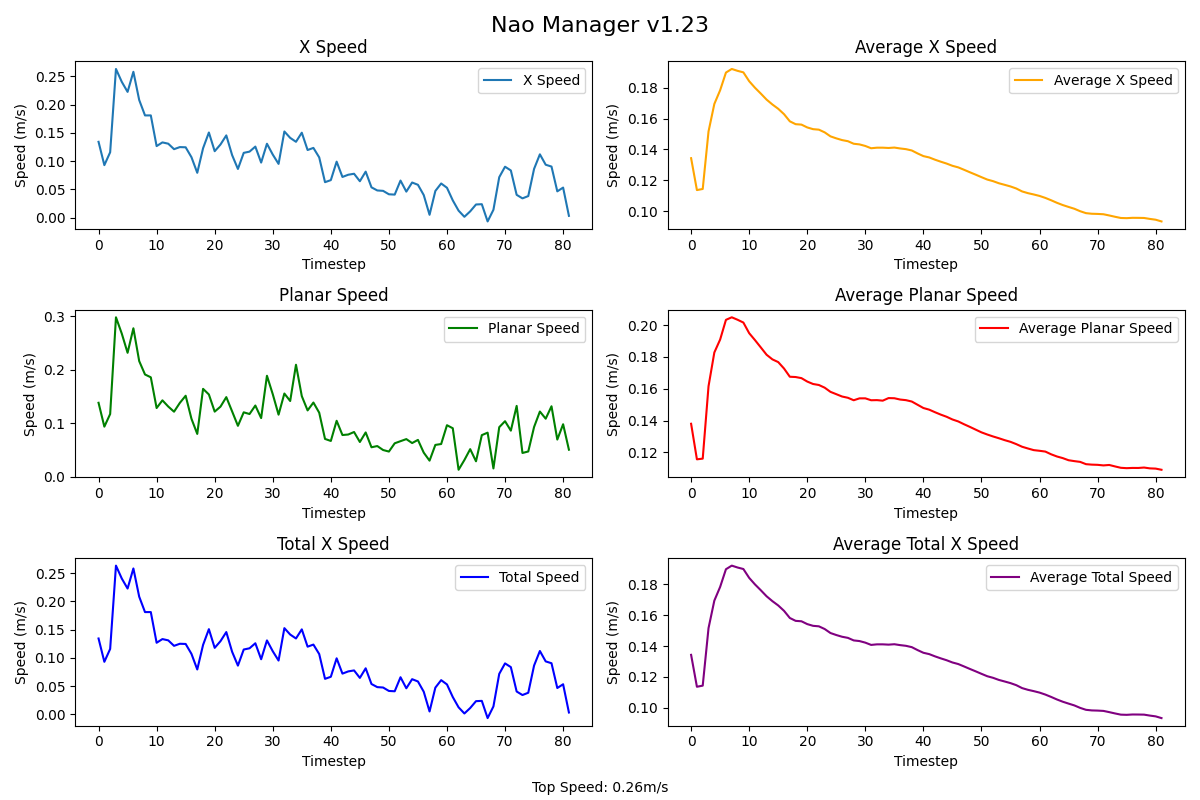 Nao Manager v1.23
X Speed
Speed (m/s)
0.25
0.20
0.15
0.10
0.05
0.00
X Speed
0 10 20 30 40 50 60 70 80
Timestep
Average X Speed
Speed (m/s)
0.18
0.16
0.14
0.12
0.10
Average X Speed
0 10 20 30 40 50 60 70 80
Timestep
Planar Speed
Speed (m/s)
0.3
0.2
0.1
0.0
Planar Speed
0 10 20 30 40 50 60 70 80
Timestep
Average Planar Speed
Speed (m/s)
0.20
0.18
0.16
0.14
0.12
Average Planar Speed
0 10 20 30 40 50 60 70 80
Timestep
Total X Speed
Speed (m/s)
0.25
0.20
0.15
0.10
0.05
0.00
Total Speed
0 10 20 30 40 50 60 70 80
Timestep
Average Total X Speed
Speed (m/s)
0.18
0.16
0.14
0.12
0.10
Average Total Speed
0 10 20 30 40 50 60 70 80
Timestep
Top Speed: 0.26m/s